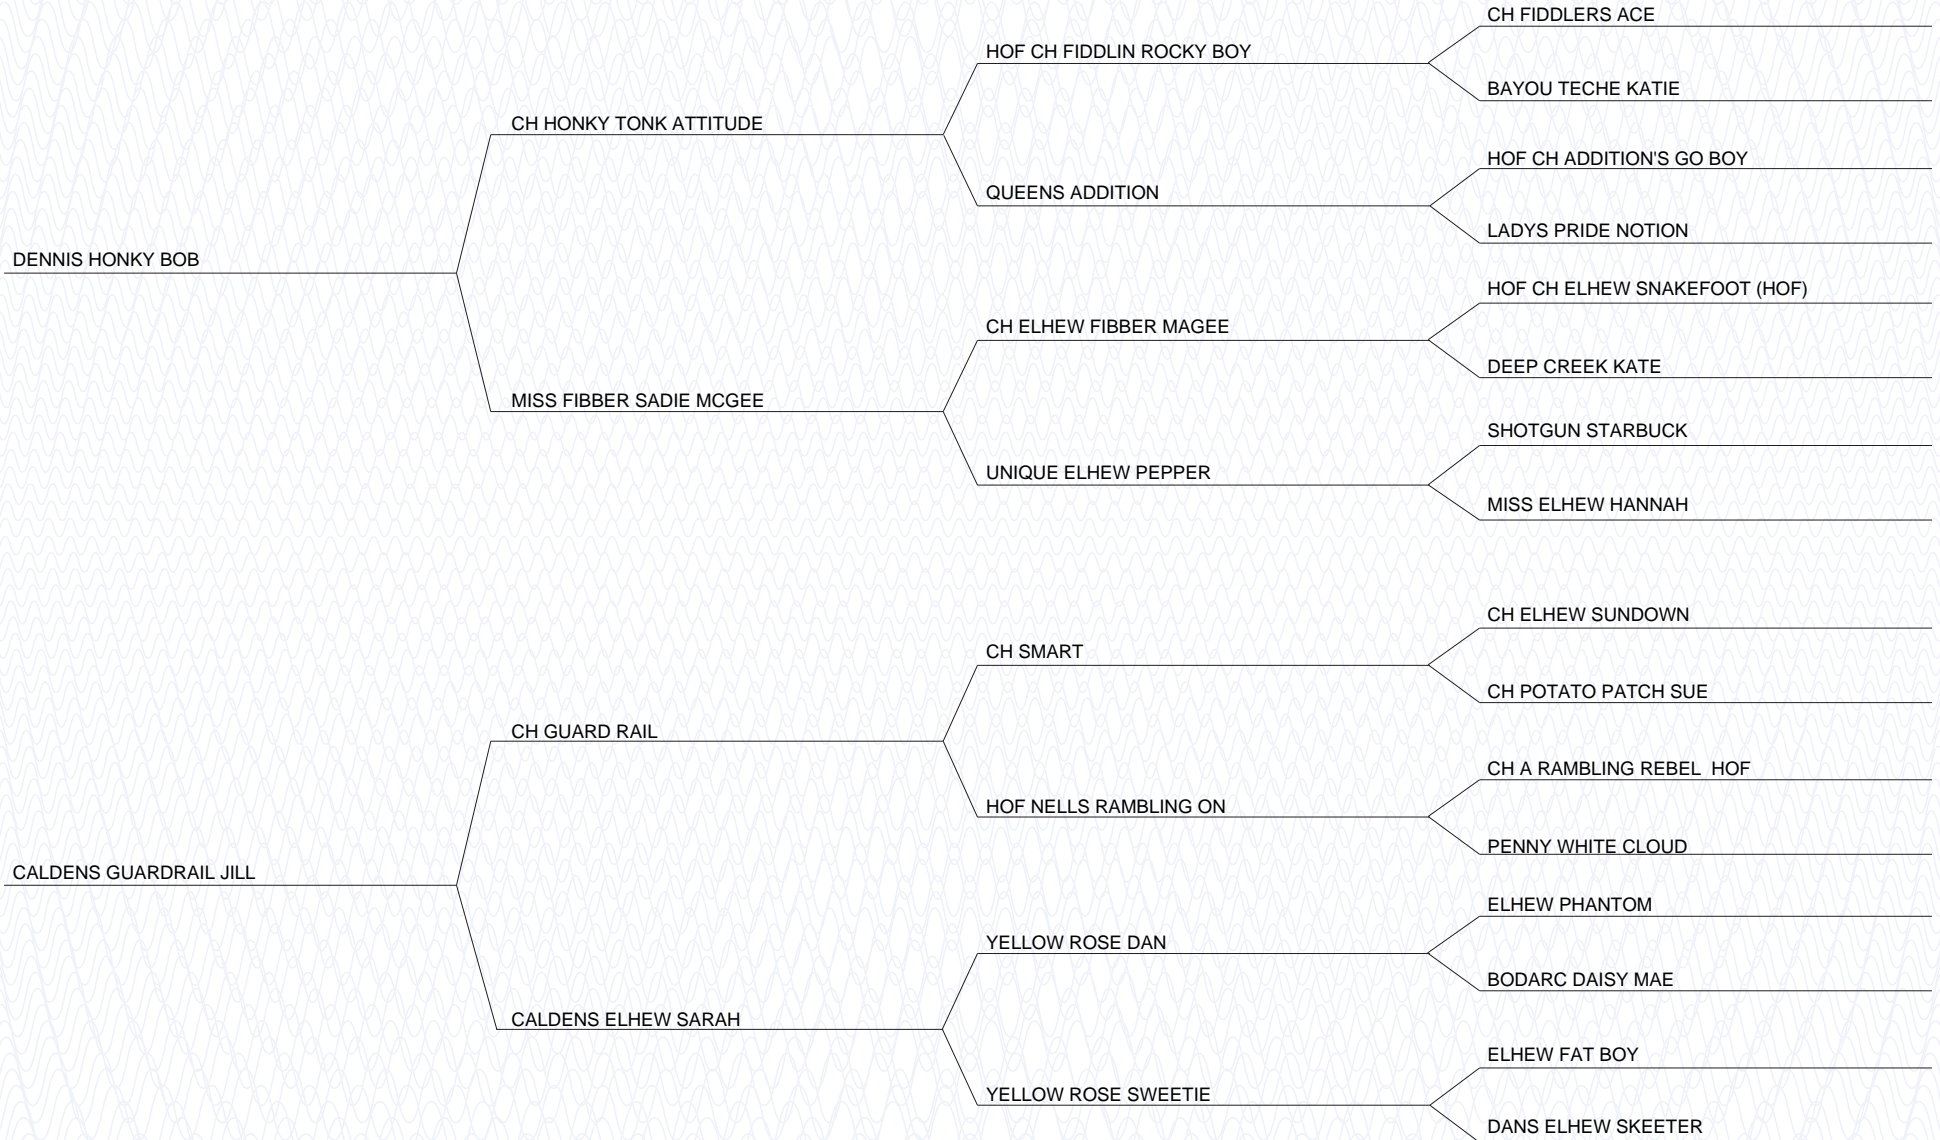 CH FIDDLERS ACE
HOF CH FIDDLIN ROCKY BOY
BAYOU TECHE KATIE
CH HONKY TONK ATTITUDE
HOF CH ADDITION'S GO BOY
QUEENS ADDITION
LADYS PRIDE NOTION
DENNIS HONKY BOB
HOF CH ELHEW SNAKEFOOT (HOF)
CH ELHEW FIBBER MAGEE
DEEP CREEK KATE
MISS FIBBER SADIE MCGEE
SHOTGUN STARBUCK
UNIQUE ELHEW PEPPER
MISS ELHEW HANNAH
CH ELHEW SUNDOWN
CH SMART
CH POTATO PATCH SUE
CH GUARD RAIL
CH A RAMBLING REBEL  HOF
HOF NELLS RAMBLING ON
PENNY WHITE CLOUD
CALDENS GUARDRAIL JILL
ELHEW PHANTOM
YELLOW ROSE DAN
BODARC DAISY MAE
CALDENS ELHEW SARAH
ELHEW FAT BOY
YELLOW ROSE SWEETIE
DANS ELHEW SKEETER